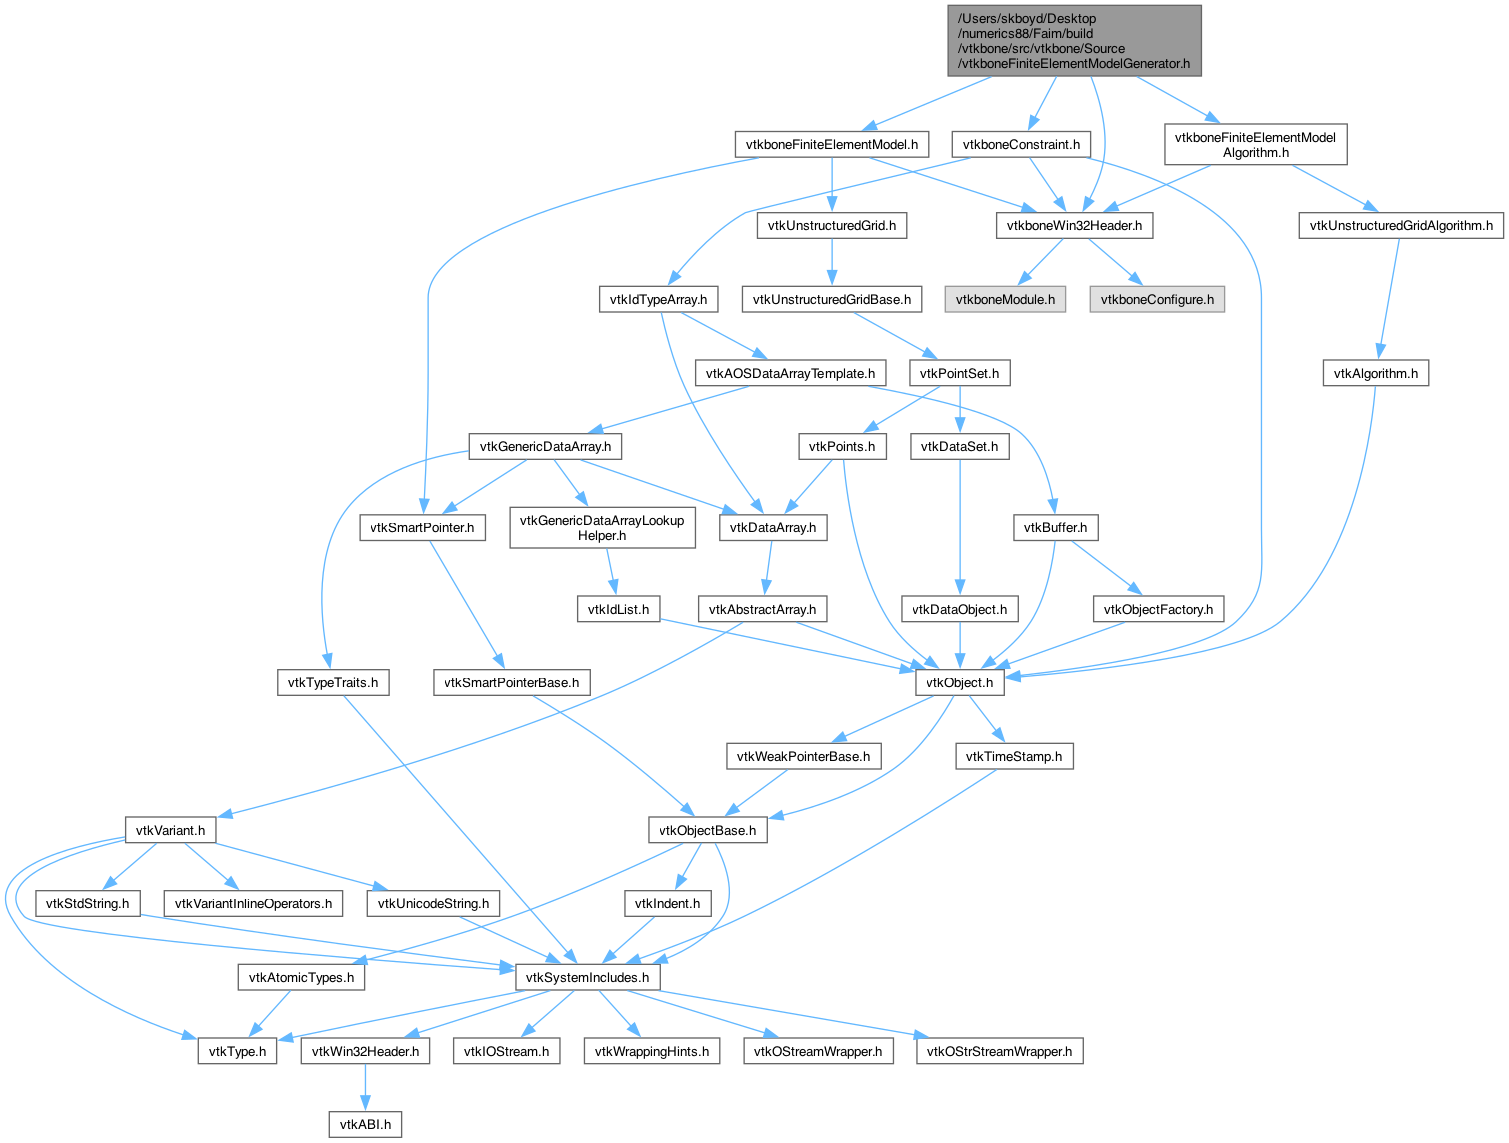 /Users/skboyd/Desktop
/numerics88/Faim/build
/vtkbone/src/vtkbone/Source
/vtkboneFiniteElementModelGenerator.h
vtkboneFiniteElementModel.h
vtkboneConstraint.h
vtkboneFiniteElementModel
Algorithm.h
vtkUnstructuredGrid.h
vtkboneWin32Header.h
vtkUnstructuredGridAlgorithm.h
vtkIdTypeArray.h
vtkUnstructuredGridBase.h
vtkboneModule.h
vtkboneConfigure.h
vtkAOSDataArrayTemplate.h
vtkPointSet.h
vtkAlgorithm.h
vtkGenericDataArray.h
vtkPoints.h
vtkDataSet.h
vtkSmartPointer.h
vtkGenericDataArrayLookup
Helper.h
vtkDataArray.h
vtkBuffer.h
vtkIdList.h
vtkAbstractArray.h
vtkDataObject.h
vtkObjectFactory.h
vtkTypeTraits.h
vtkSmartPointerBase.h
vtkObject.h
vtkWeakPointerBase.h
vtkTimeStamp.h
vtkVariant.h
vtkObjectBase.h
vtkStdString.h
vtkVariantInlineOperators.h
vtkUnicodeString.h
vtkIndent.h
vtkAtomicTypes.h
vtkSystemIncludes.h
vtkType.h
vtkWin32Header.h
vtkIOStream.h
vtkWrappingHints.h
vtkOStreamWrapper.h
vtkOStrStreamWrapper.h
vtkABI.h